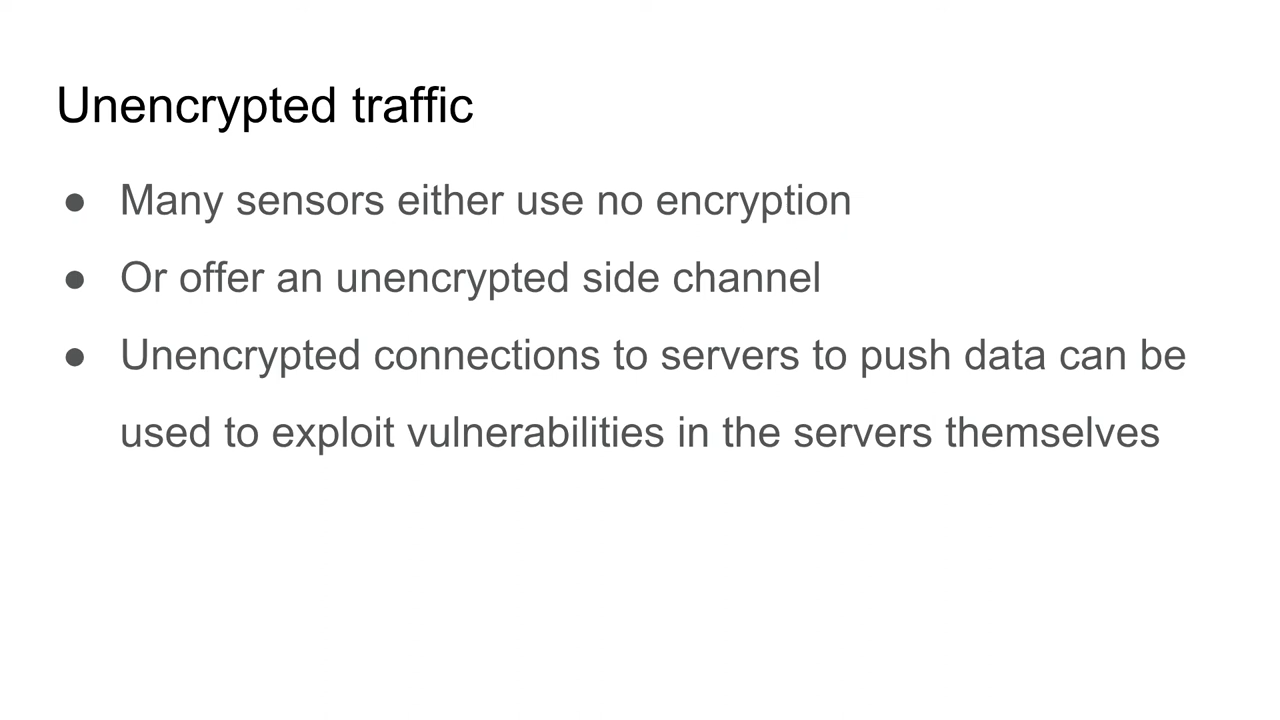 Unencrypted traffic
● Many sensors either use no encryption
● Or offer an unencrypted side channel
● Unencrypted connections to servers to push data can be
used to exploit vulnerabilities in the servers themselves